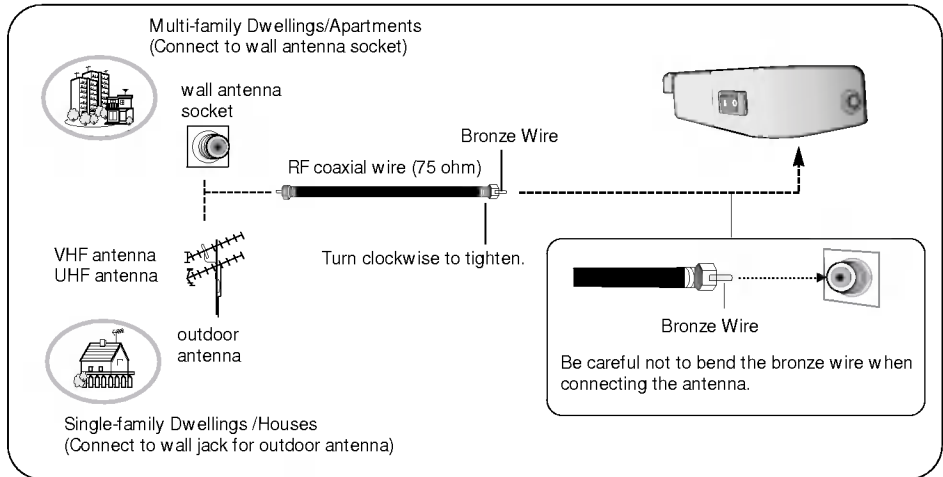 Multi-family Dwellings/Apartments
(Connect to wall antenna socket)
wall antenna
socket
Bronze Wire
RF coaxial wire (75 ohm)
Turn clockwise to tighten.
VHF antenna
UHF antenna
outdoor
antenna
Single-family Dwellings /Houses
(Connect to wall jack for outdoor antenna)
Bronze Wire
Be careful not to bend the bronze wire when
connecting the antenna.